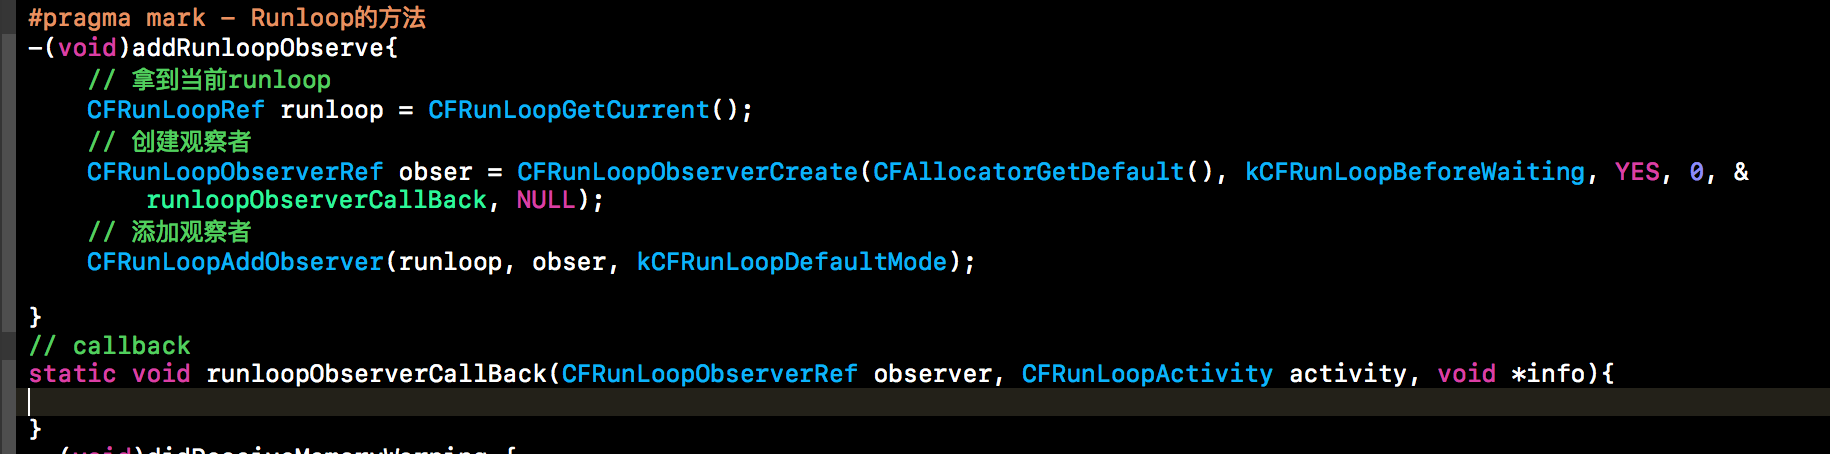 #pragma mark - Runloop的方法
-(void)addRunloopObserve{
// 拿到当前runloop
CFRunLoopRef runloop = CFRunLoopGetCurrent();
// 创建观察者
CFRunLoopObserverRef obser = CFRunLoopObserverCreate(CFAllocatorGetDefault(), kCFRunLoopBeforeWaiting, YES, 0, &
runloopObserverCallBack, NULL);
// 添加观察者
CFRunLoopAddObserver(runloop, obser, kCFRunLoopDefaultMode);
}
// callback
static void runloopObserverCallBack(CFRunLoopObserverRef observer, CFRunLoopActivity activity, void *info){
}
-(void)didReceiveMemoryWarning {